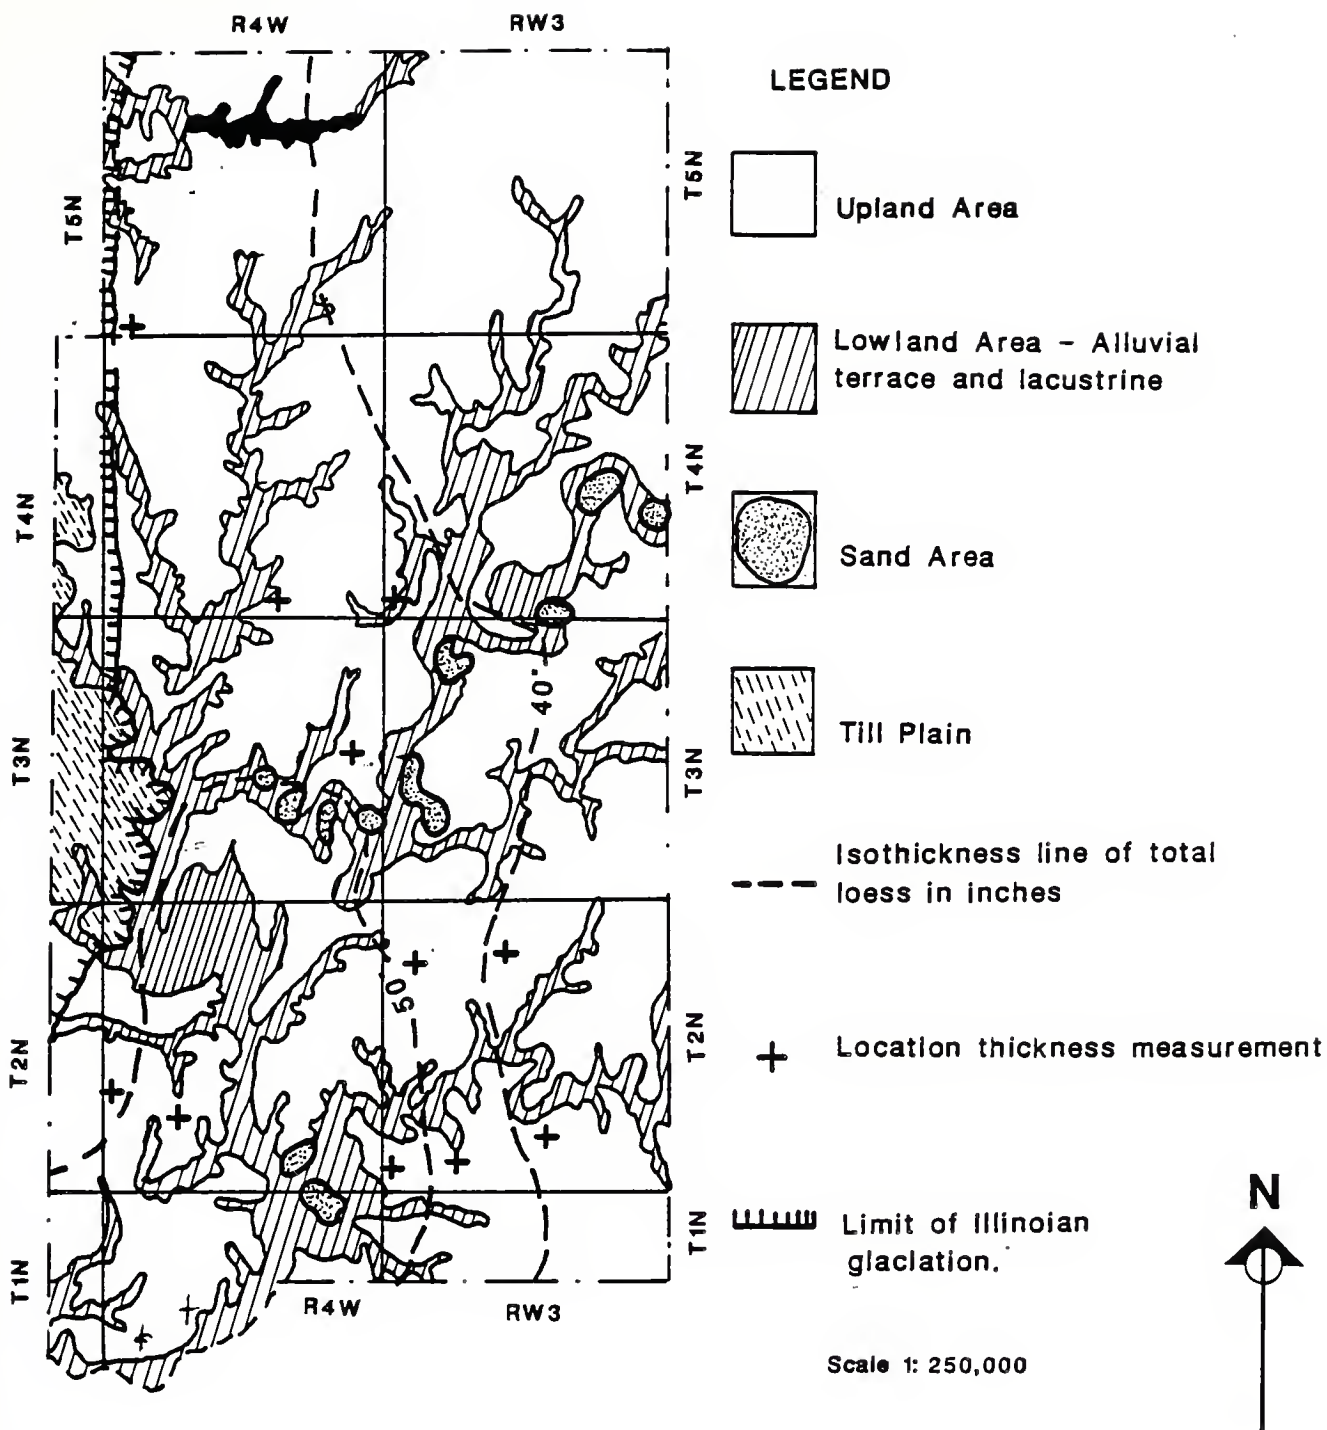 R4W
RW3
LEGEND
T5N
T5N
Upland Area
Lowland Area - Alluvial
terrace and lacustrine
T4N
T4N
Sand Area
40"
T3N
T3N
Till Plain
Isothickness line of total
loess in inches
50
T2N
T2N
Location thickness measurement
N
T1N
T1N
Limit of Illinoian
glaciation.
R4W
RW3
Scale 1: 250,000